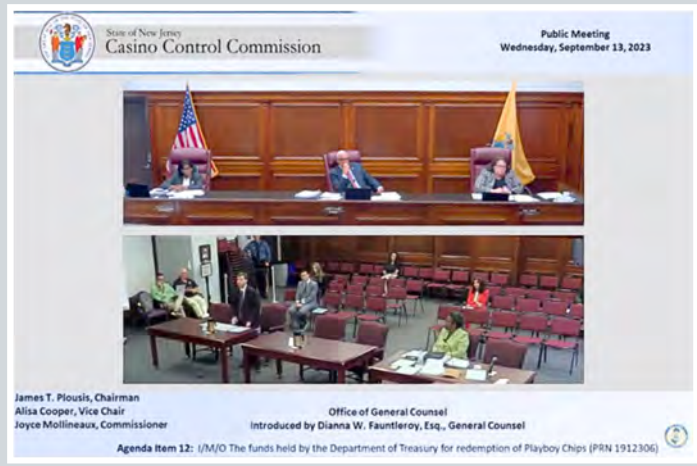 State of New Jersey
Casino Control Commission
Public Meeting
Wednesday, September 13, 2023
James T. Plousis, Chairman
Alisa Cooper, Vice Chair
Joyce Mollineaux, Commissioner
Office of General Counsel
Introduced by Dianna W. Fauntleroy, Esq., General Counsel
Agenda Item 12: I/M/O The funds held by the Department of Treasury for redemption of Playboy Chips (PRN 1912306)